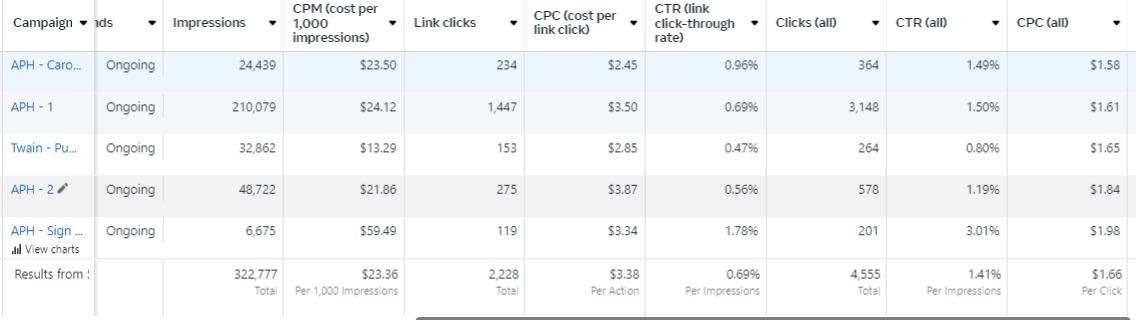 Campaign nds Impressions CPM (cost per 1,000 impressions) Link clicks CPC (cost per link click) CTR (link click-through rate) Clicks (all) CTR (all) CPC (all)
APH - Caro... Ongoing 24,439 $23.50 234 $2.45 0.96% 364 1.49% $1.58
APH - 1 Ongoing 210,079 $24.12 1,447 $3.50 0.69% 3,148 1.50% $1.61
Twain - Pu... Ongoing 32,862 $13.29 153 $2.85 0.47% 264 0.80% $1.65
APH - 2 Ongoing 48,722 $21.86 275 $3.87 0.56% 578 1.19% $1.84
APH - Sign ... Ongoing 6,675 $59.49 119 $3.34 1.78% 201 3.01% $1.98
View charts
Results from 322,777 $23.36 2,228 $3.38 0.69% 4,555 1.41% $1.66
Total Per 1,000 Impressions Total Per Action Per Impressions Total Per Impressions Per Click